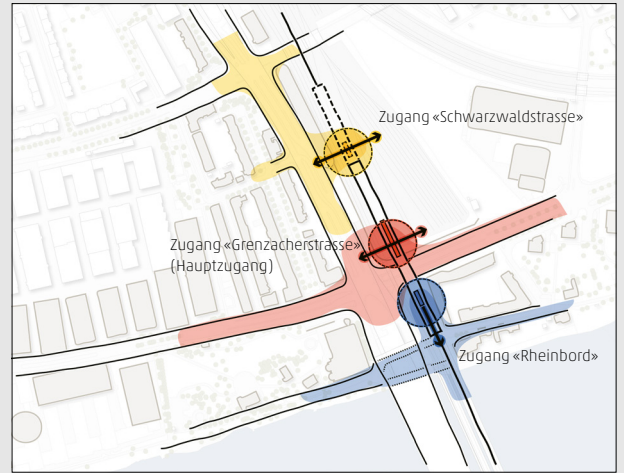 Zugang «Schwarzwaldstrasse»
Zugang «Grenzacherstrasse»
(Hauptzugang)
Zugang «Rheinbord»